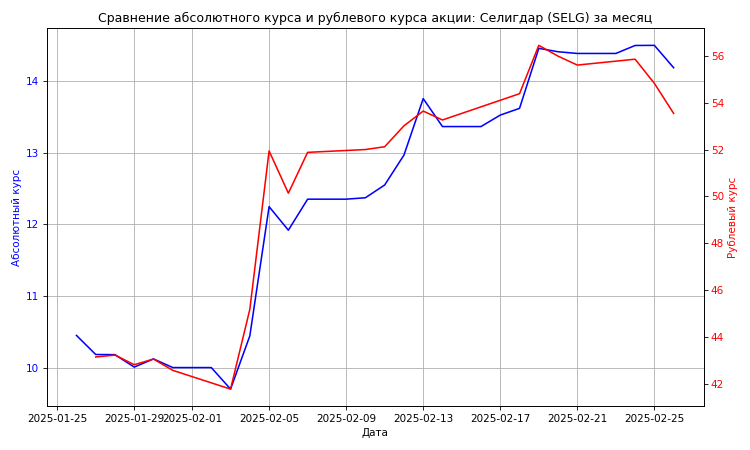 Сравнение абсолютного курса и рублевого курса акции: Селигдар (SELG) за месяц
Абсолютный курс
14
13
12
11
10
56
54
52
50
48
46
44
42
Рублевый курс
2025-01-25 2025-01-29 2025-02-01 2025-02-05 2025-02-09 2025-02-13 2025-02-17 2025-02-21 2025-02-25
Дата